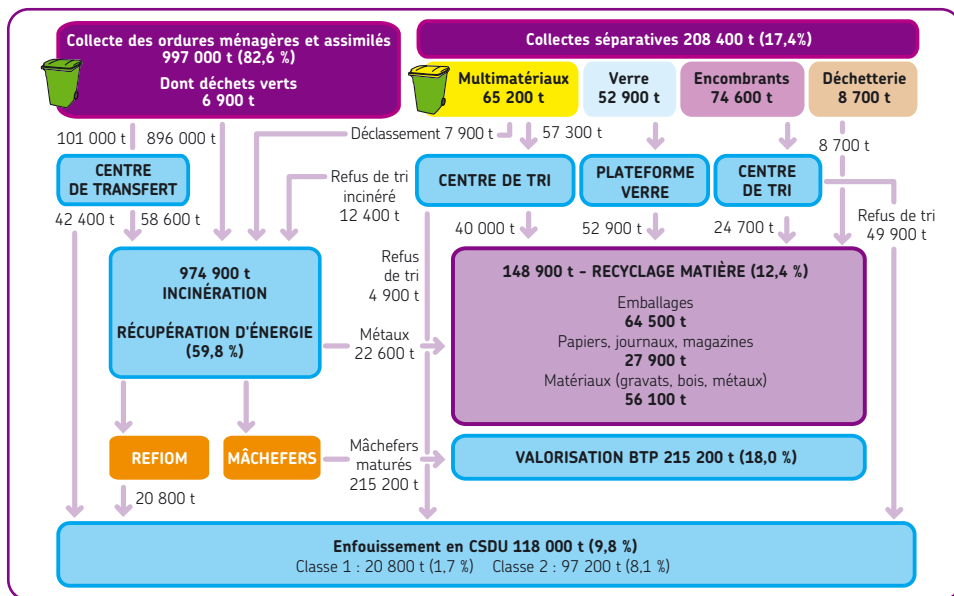 Collecte des ordures ménagères et assimilés
997 000 t (82,6 %)
Dont déchets verts
6 900 t
Collectes séparatives 208 400 t (17,4%)
Multimatériaux
65 200 t
Verre
52 900 t
Encombrants
74 600 t
Déchetterie
8 700 t
101 000 t
896 000 t
Déclassement 7 900 t
57 300 t
8 700 t
CENTRE
DE TRANSFERT
Refus de tri
incinéré
12 400 t
CENTRE DE TRI
PLATEFORME
VERRE
CENTRE
DE TRI
42 400 t
58 600 t
40 000 t
52 900 t
24 700 t
Refus de tri
49 900 t
974 900 t
INCINÉRATION
RÉCUPÉRATION D'ÉNERGIE
(59,8 %)
Refus
de tri
4 900 t
Métaux
22 600 t
148 900 t – RECYCLAGE MATIÈRE (12,4 %)
Emballages
64 500 t
Papiers, journaux, magazines
27 900 t
Matériaux (gravats, bois, métaux)
56 100 t
REFIOM
MÂCHEFERS
Mâchefers
maturés
215 200 t
VALORISATION BTP 215 200 t (18,0 %)
20 800 t
Enfouissement en CSDU 118 000 t (9,8 %)
Classe 1 : 20 800 t (1,7 %) Classe 2 : 97 200 t (8,1 %)